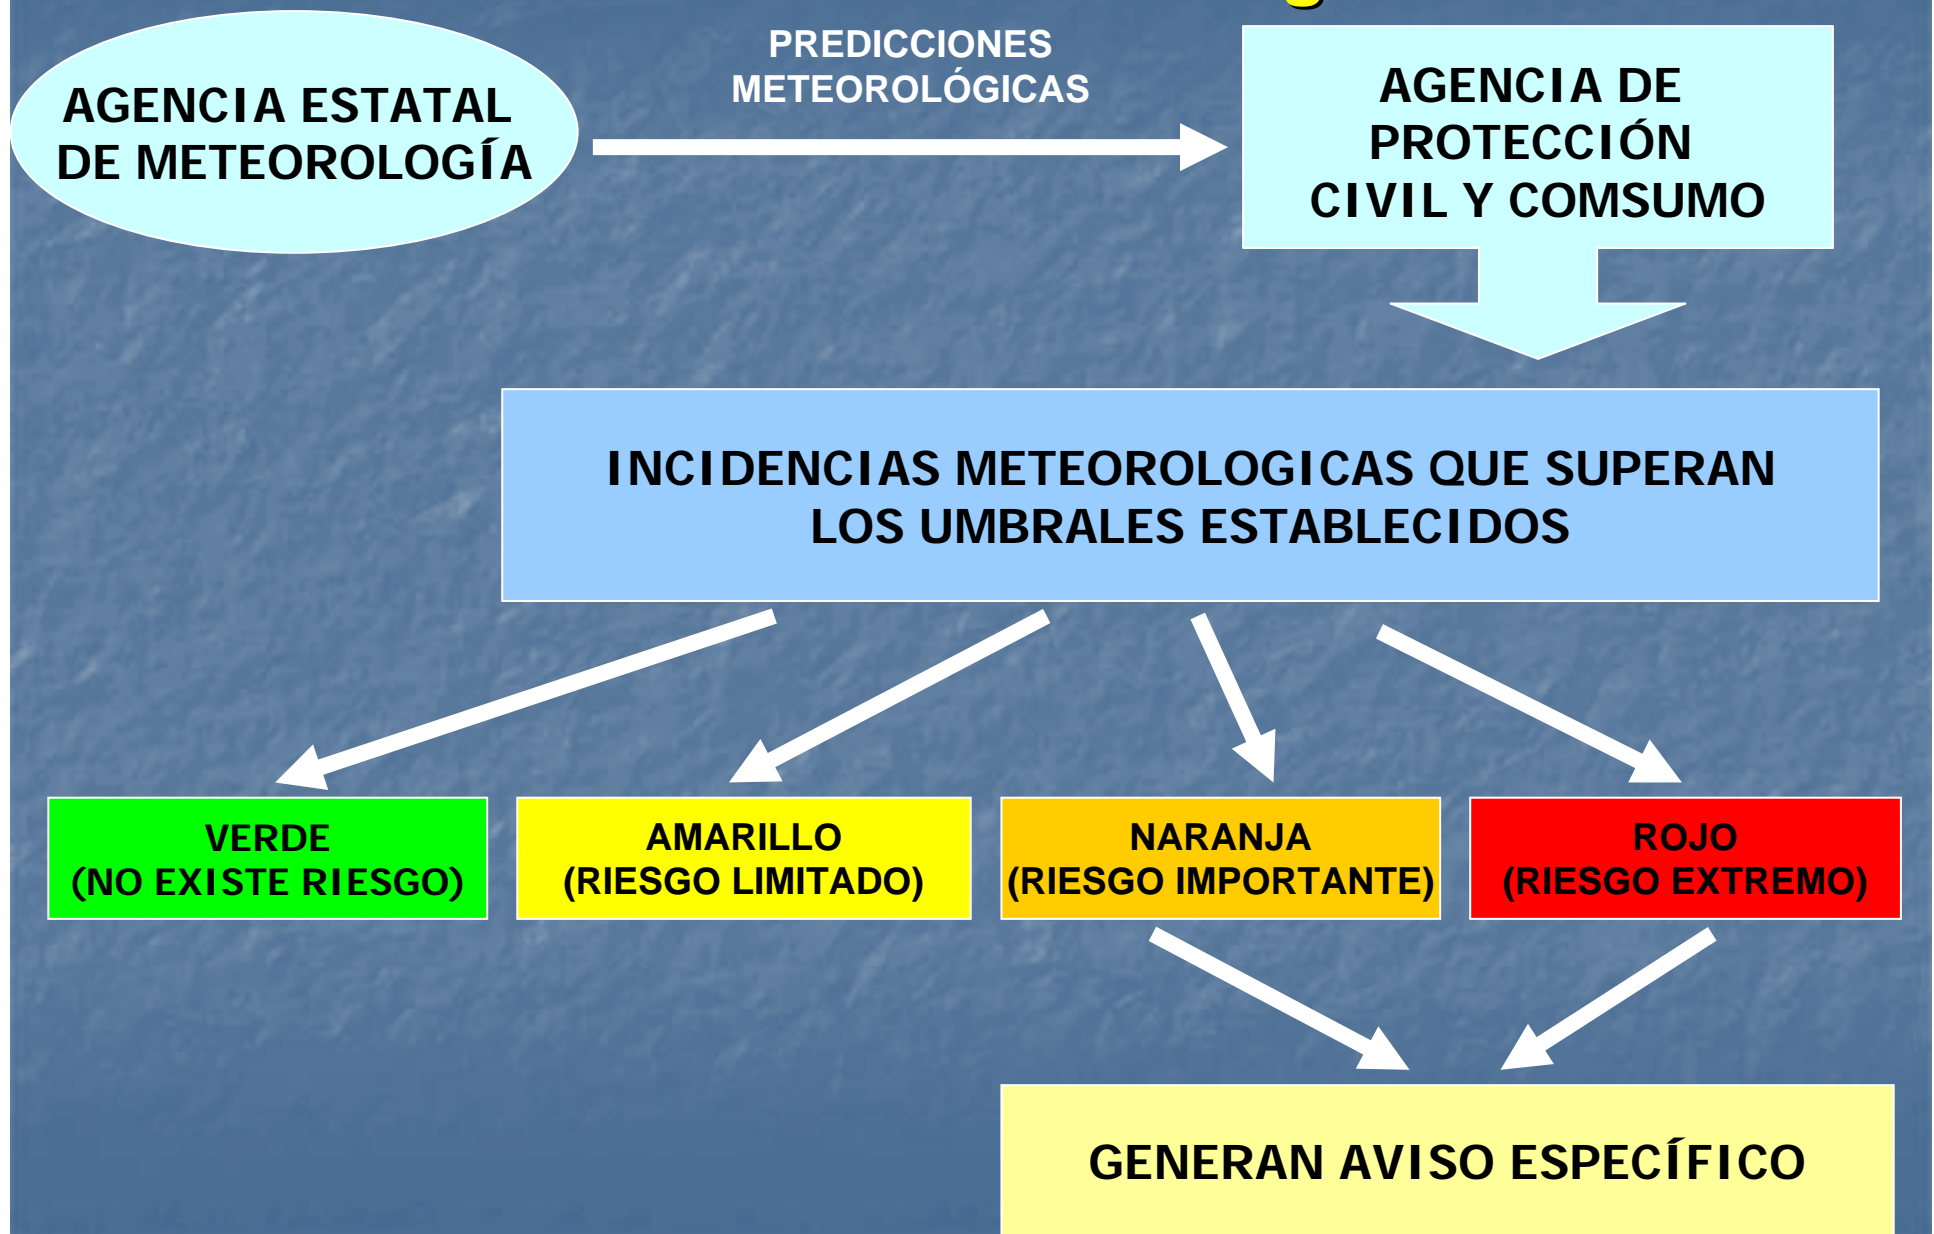 AGENCIA ESTATAL
DE METEOROLOGÍA
PREDICCIONES
METEOROLÓGICAS
AGENCIA DE
PROTECCIÓN
CIVIL Y COMSUMO
INCIDENCIAS METEOROLOGICAS QUE SUPERAN
LOS UMBRALES ESTABLECIDOS
VERDE
(NO EXISTE RIESGO)
AMARILLO
(RIESGO LIMITADO)
NARANJA
(RIESGO IMPORTANTE)
ROJO
(RIESGO EXTREMO)
GENERAN AVISO ESPECÍFICO